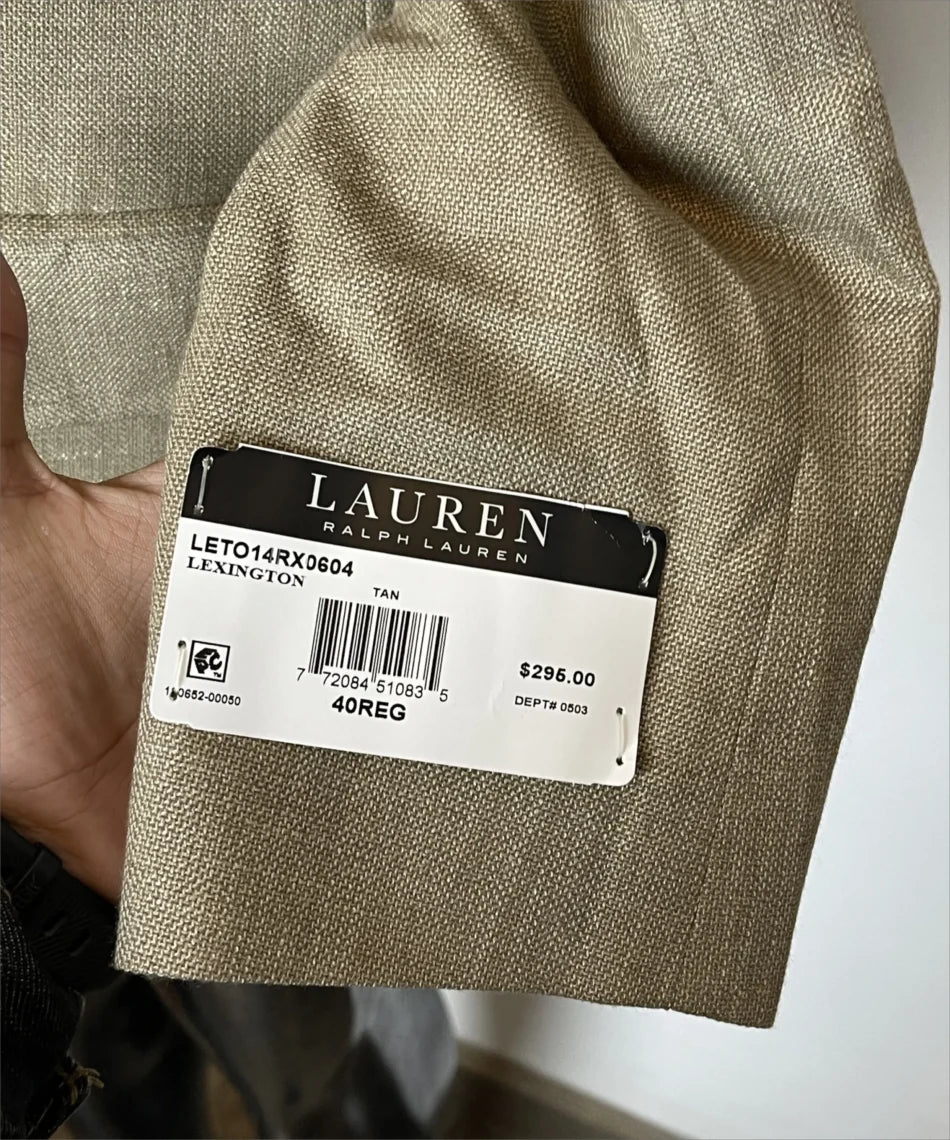 LAUREN
RALPH LAUREN
LETO14RX0604
LEXINGTON
TAN
7 72084 51083 5
40REG
$295.00
DEPT# 0503